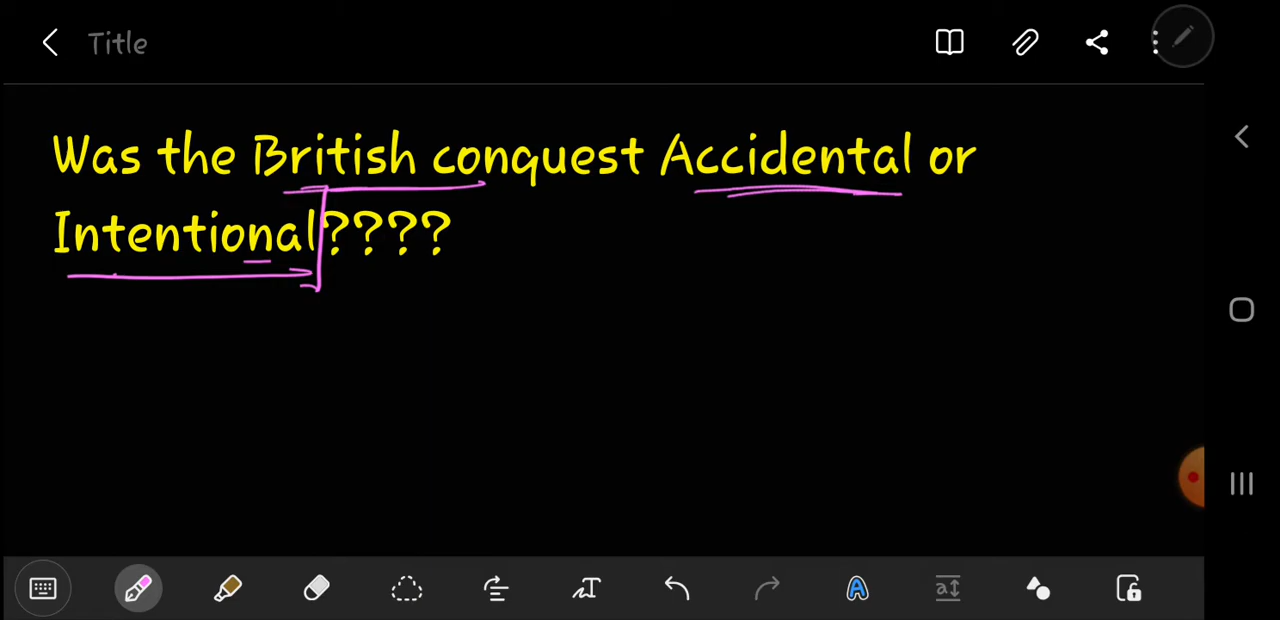 Title
Was the British conquest Accidental or
Intentional????